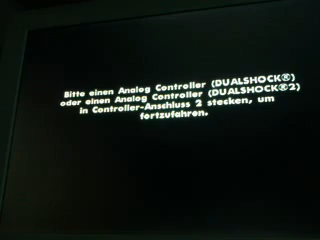 Bitte einen Analog Controller (DUALSHOCK®)
oder einen Analog Controller (DUALSHOCK®2)
in Controller-Anschluss 2 stecken, um
fortzufahren.